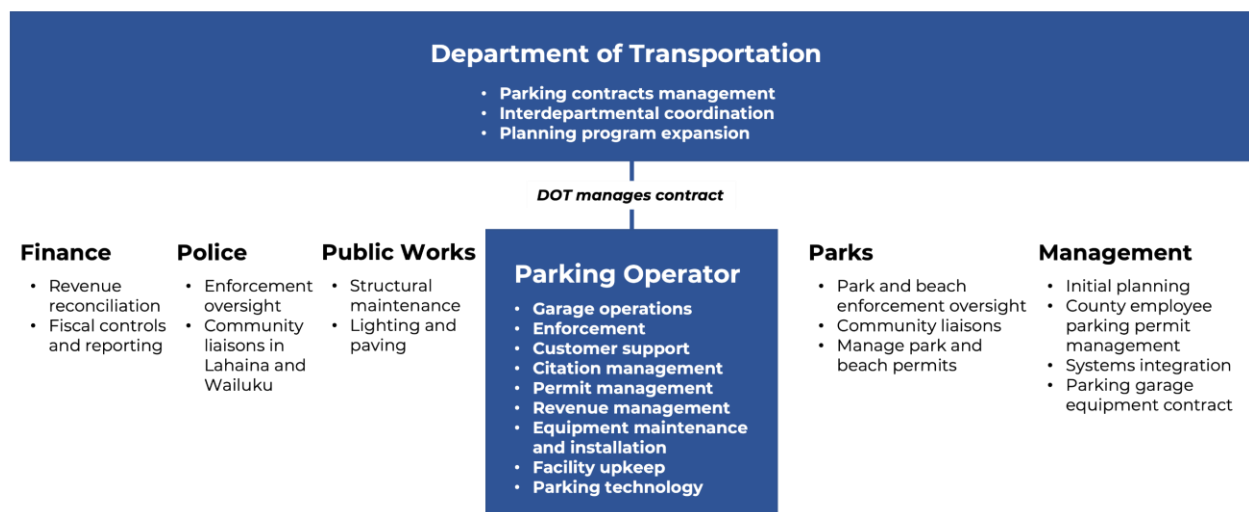 Department of Transportation
• Parking contracts management
• Interdepartmental coordination
• Planning program expansion
DOT manages contract
Finance
• Revenue
reconciliation
• Fiscal controls
and reporting
Police
• Enforcement
oversight
• Community
liaisons in
Lahaina and
Wailuku
Public Works
• Structural
maintenance
• Lighting and
paving
Parking Operator
• Garage operations
• Enforcement
• Customer support
• Citation management
• Permit management
• Revenue management
• Equipment maintenance
and installation
• Facility upkeep
• Parking technology
Parks
• Park and beach
enforcement oversight
• Community liaisons
• Manage park and
beach permits
Management
• Initial planning
• County employee
parking permit
management
• Systems integration
• Parking garage
equipment contract